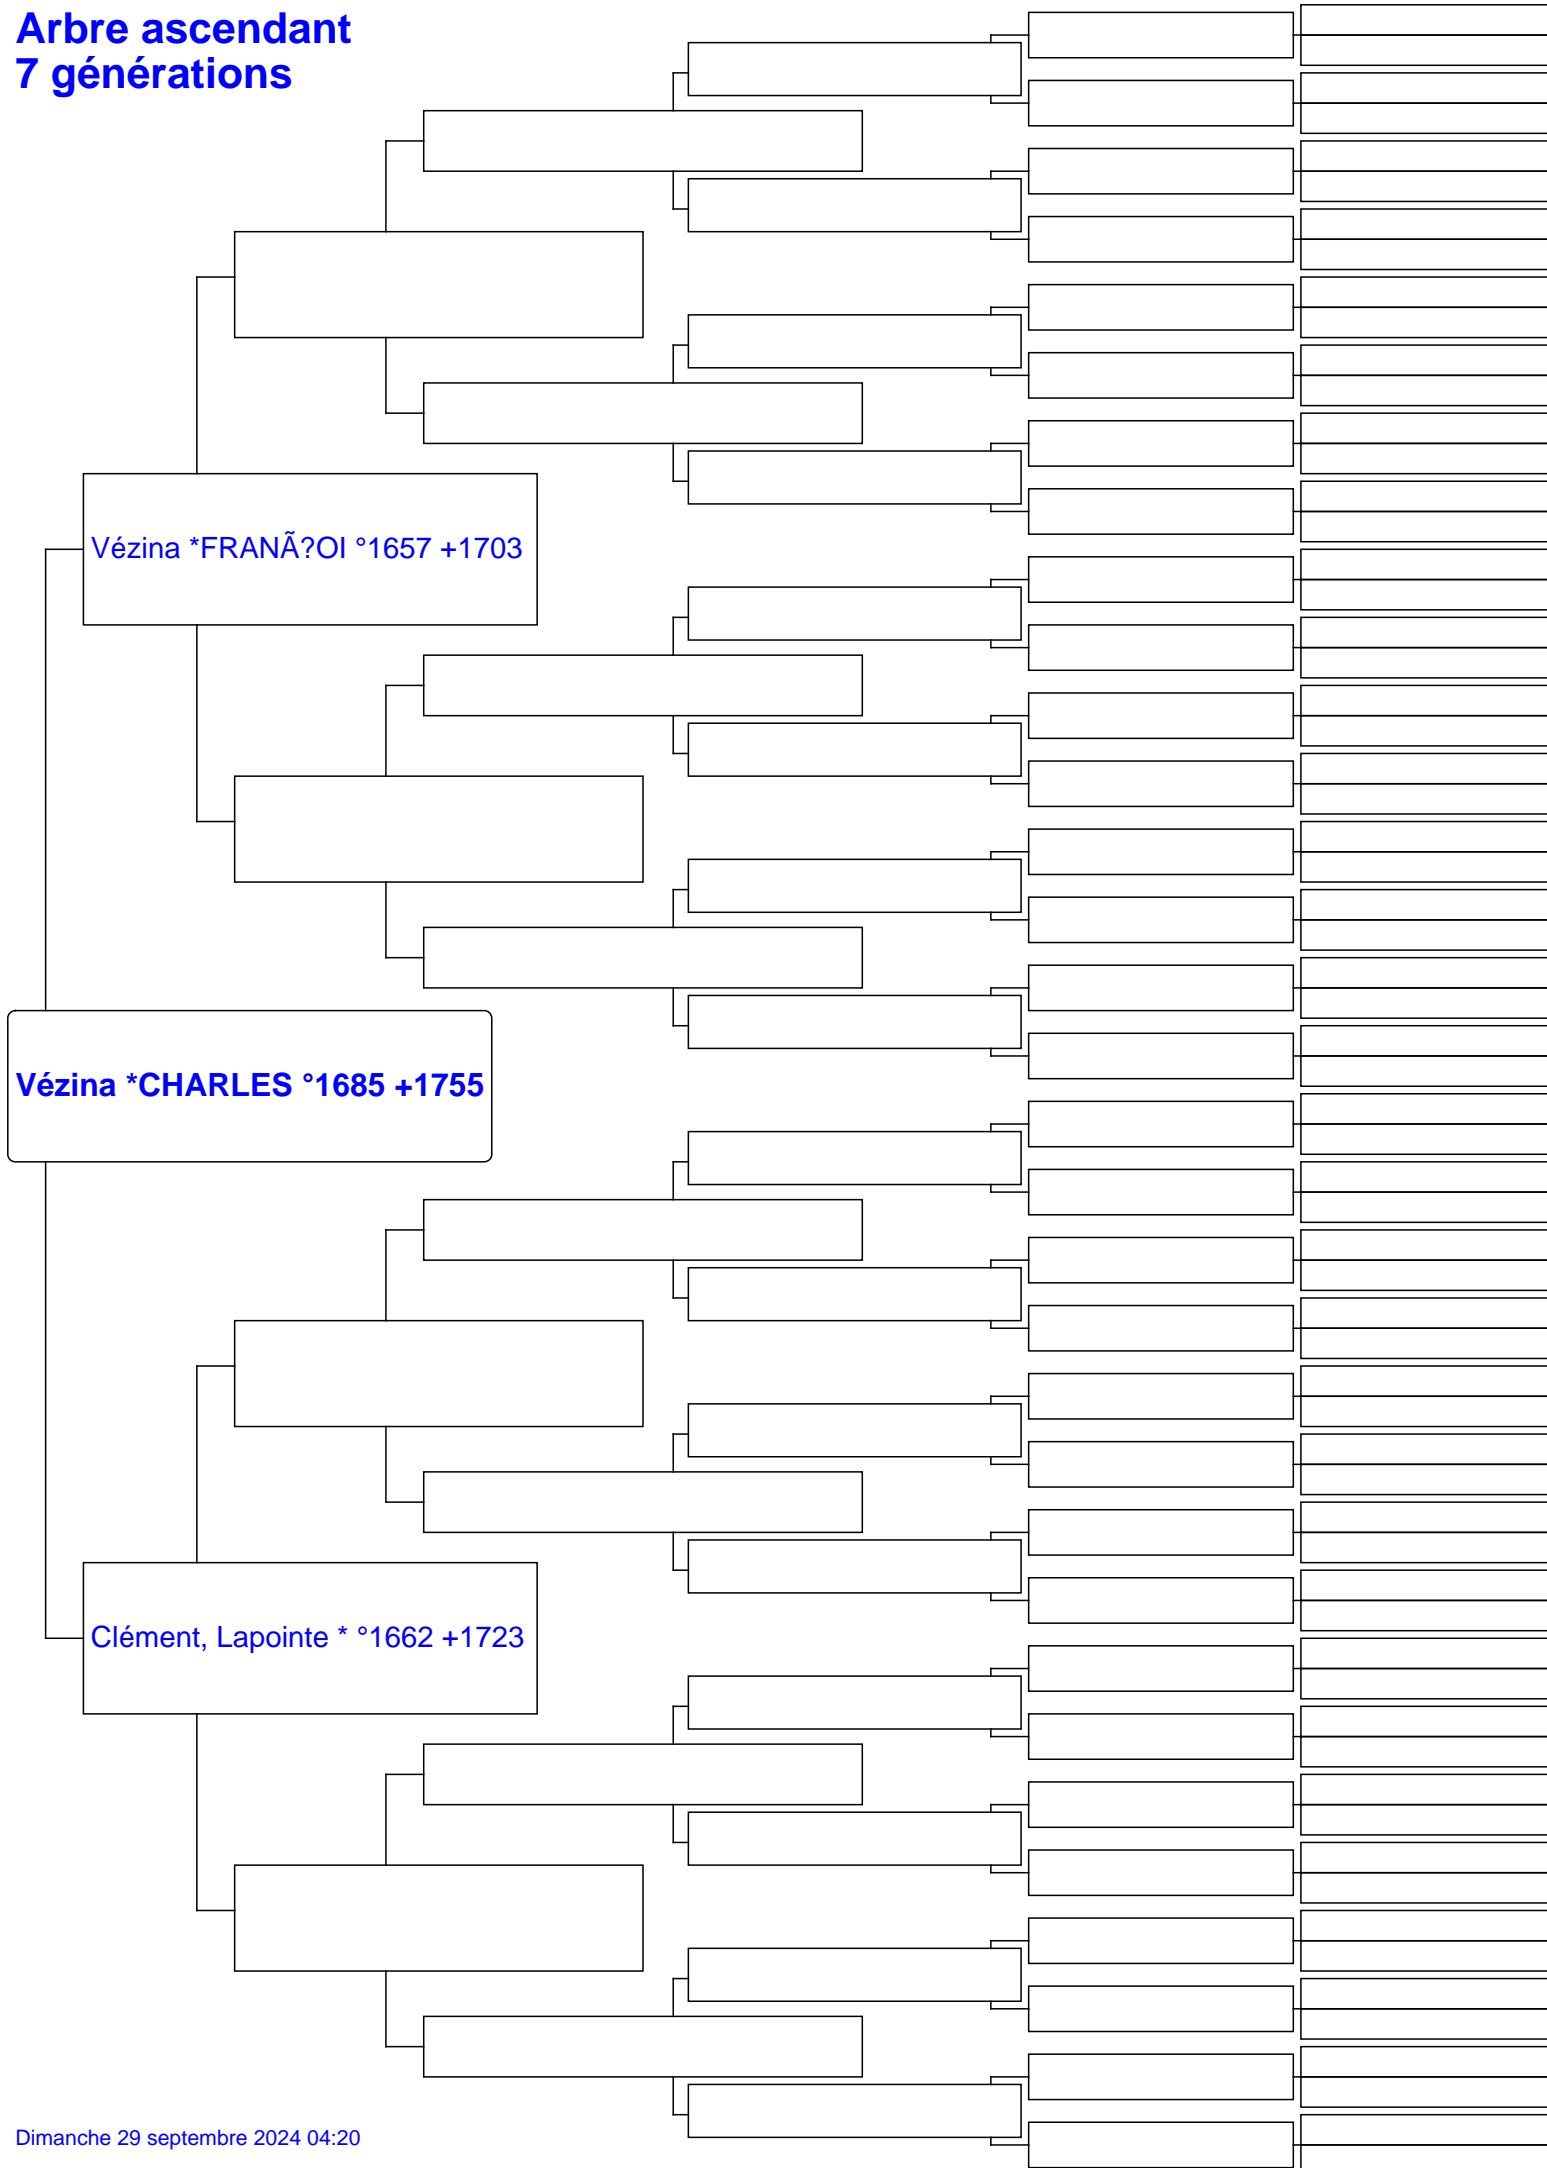 Arbre ascendant
7 générations
Vézina *FRANÃ?OI °1657 +1703
Vézina *CHARLES °1685 +1755
Clément, Lapointe * °1662 +1723
Dimanche 29 septembre 2024 04:20